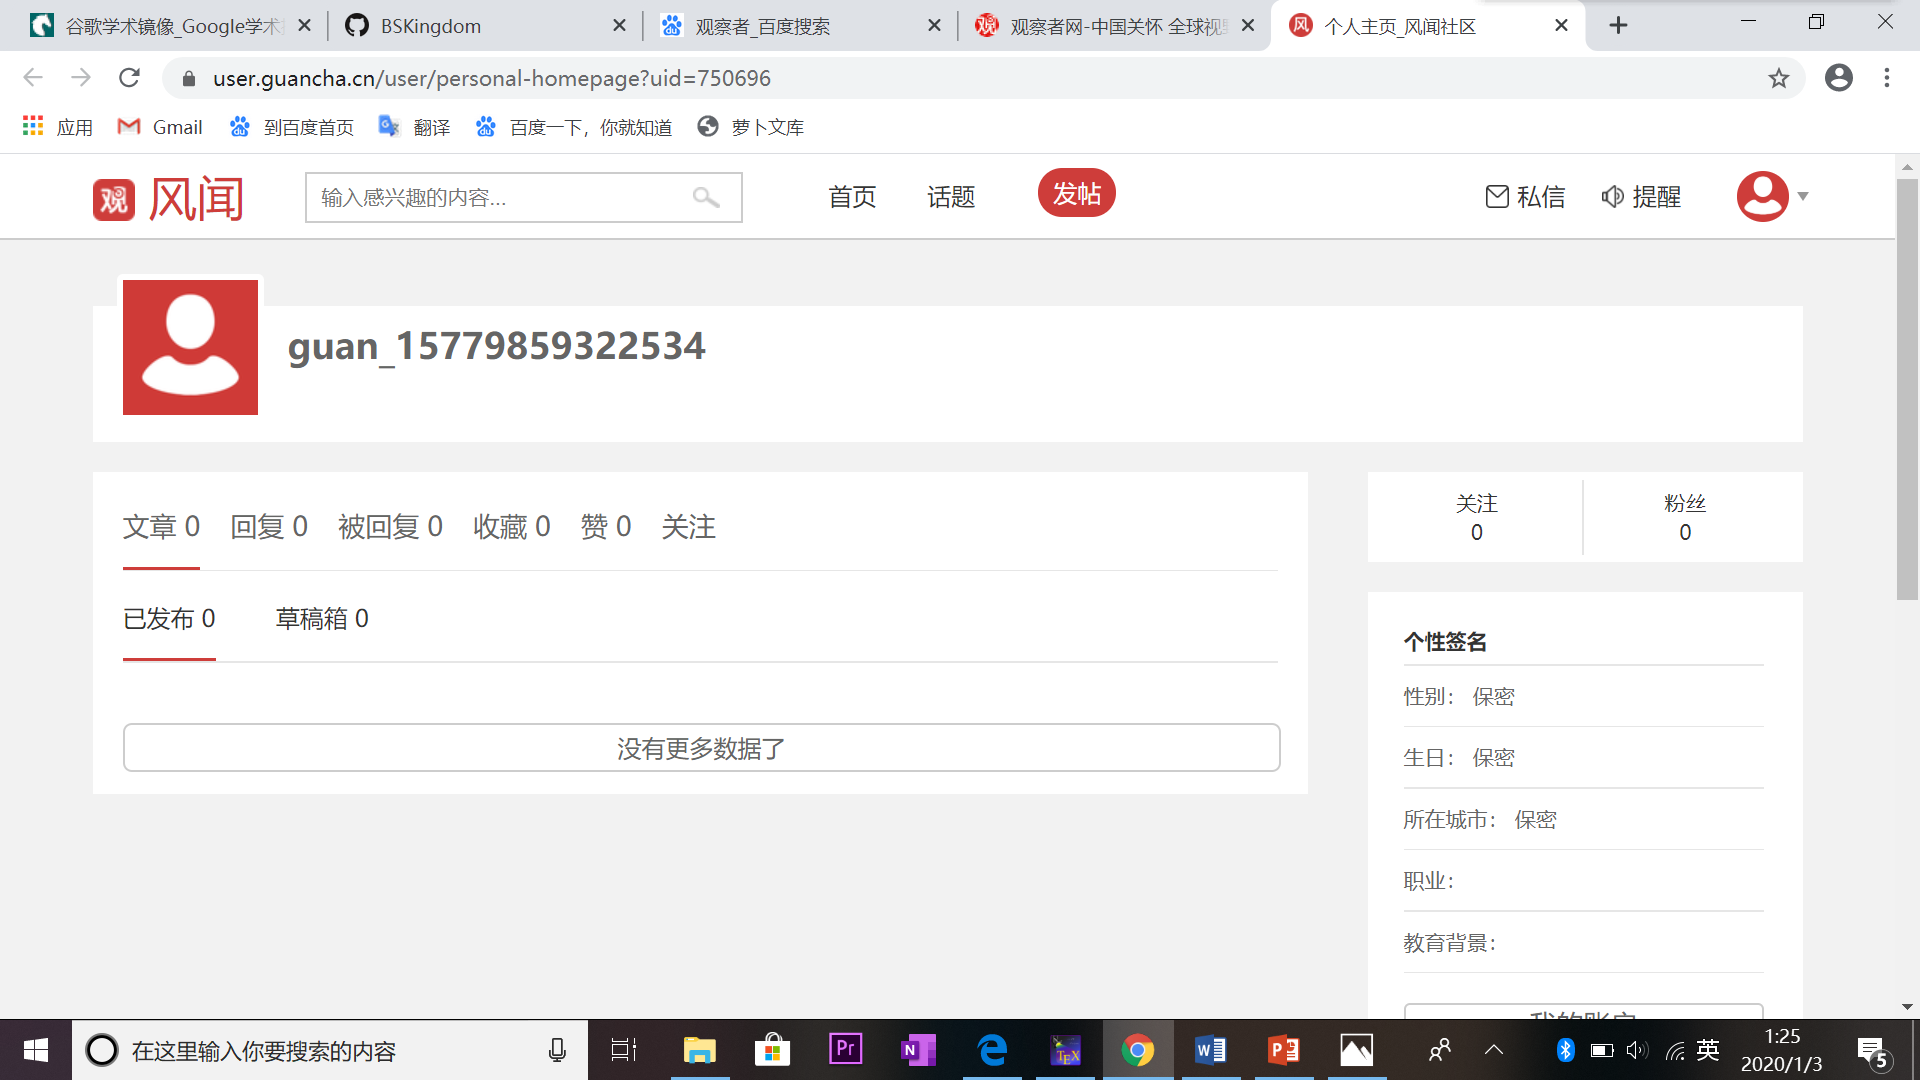 谷歌学术镜像_Google学术
BSKingdom
观察者_百度搜索
观察者网-中国关怀 全球视
个人主页_风闻社区
user.guancha.cn/user/personal-homepage?uid=750696
应用
Gmail
到百度首页
翻译
百度一下，你就知道
萝卜文库
观 风闻
输入感兴趣的内容...
首页
话题
发帖
私信
提醒
guan_15779859322534
文章 0
回复 0
被回复 0
收藏 0
赞 0
关注
已发布 0
草稿箱 0
没有更多数据了
关注
0
粉丝
0
个性签名
性别： 保密
生日： 保密
所在城市： 保密
职业：
教育背景：
我的账户
在这里输入你要搜索的内容
英
1:25
2020/1/3
5